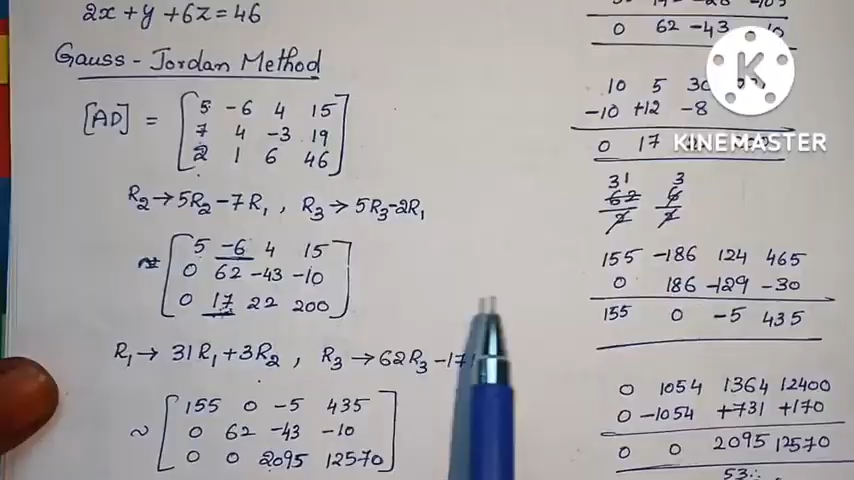 2x+y+6z=46
Gauss-Jordan Method
[AD] = [5 -6 4 15
7 4 -3 19
2 1 6 46]
R2→5R2-7R1, R3→5R3-2R1
~ [5 -6 4 15
0 62 -43 -10
0 17 22 200]
R1→ 31R1+3R2, R3→62R3-17
~ [155 0 -5 435
0 62 -43 -10
0 0 2095 12570]
0 62 -43 -10
10 5 30
-10 +12 -8
0 17
31 3
62 6
2 2
155 -186 124 465
0 186 -129 -30
155 0 -5 435
0 1054 1364 12400
0 -1054 +731 +170
0 0 2095 12570
K
KINEMASTER